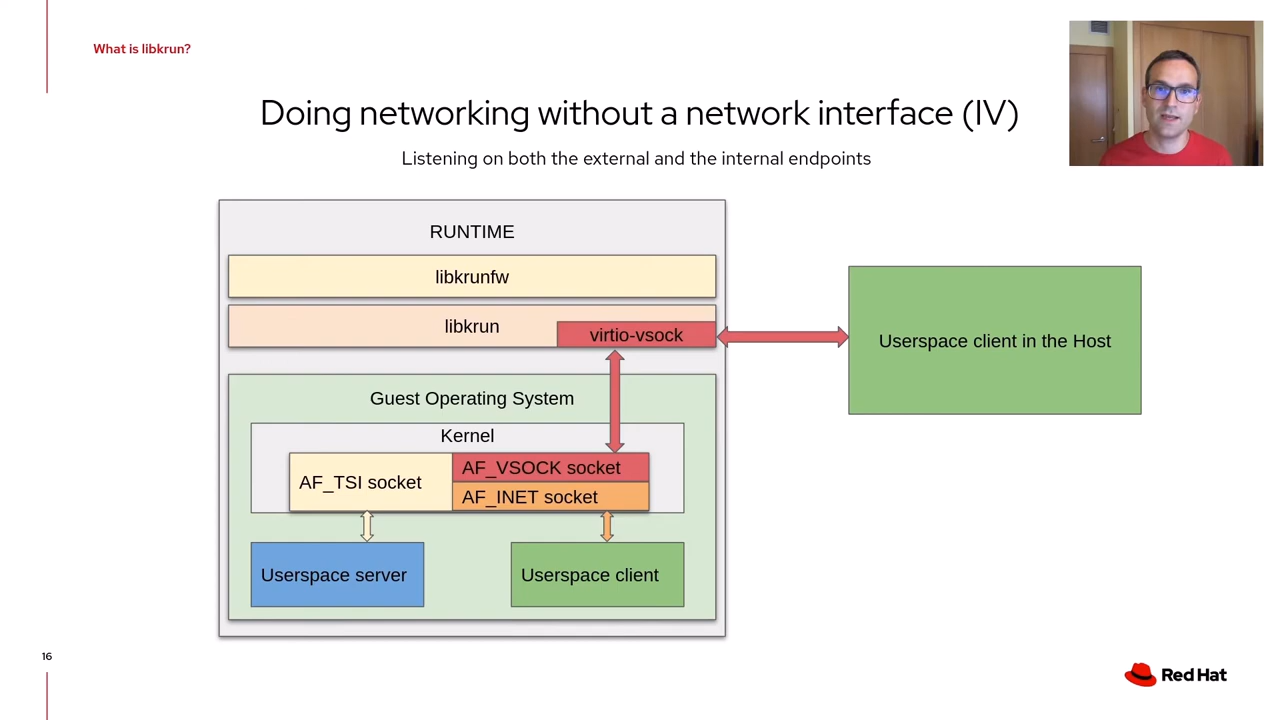 What is libkrun?
Doing networking without a network interface (IV)
Listening on both the external and the internal endpoints
RUNTIME
libkrunfw
libkrun
virtio-vsock
Userspace client in the Host
Guest Operating System
Kernel
AF_TSI socket
AF_VSOCK socket
AF_INET socket
Userspace server
Userspace client
16
Red Hat